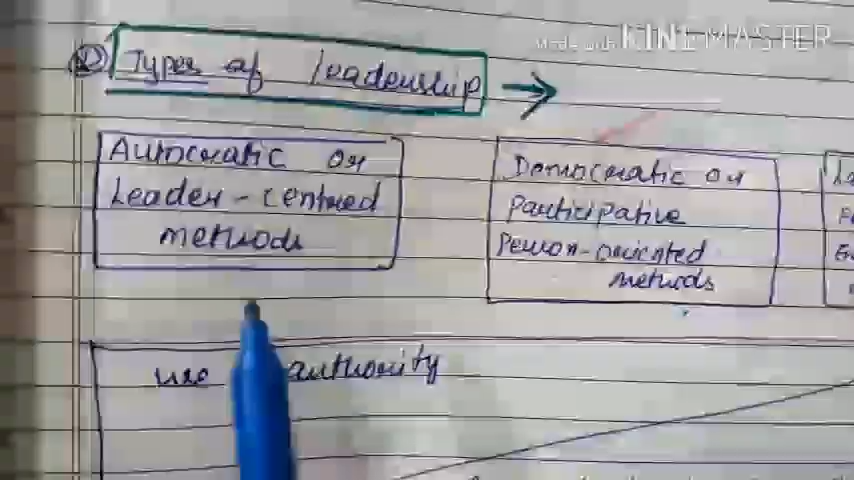 Made with KINEMASTER
Types of leadership →
Autocratic or
Leader-centred
methods
Democratic or
Participative
Person-oriented
methods
use authority